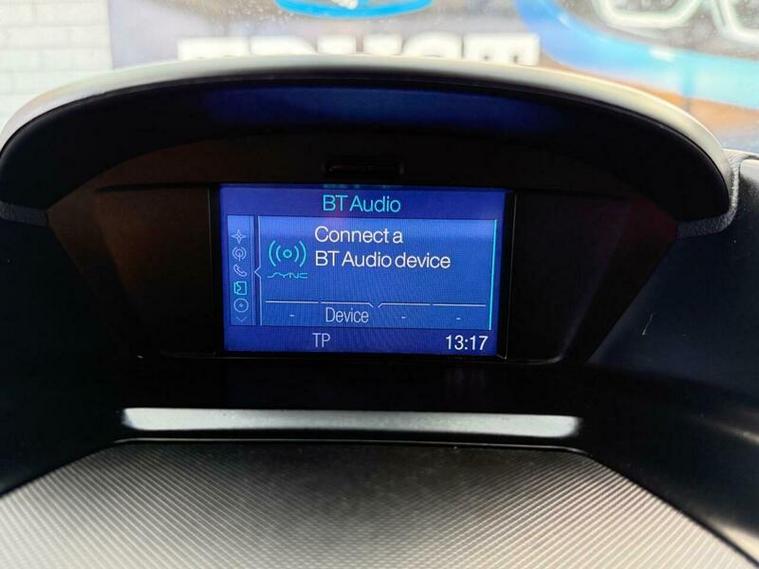 BT Audio
Connect a
BT Audio device
SYNC
- Device - -
TP 13:17